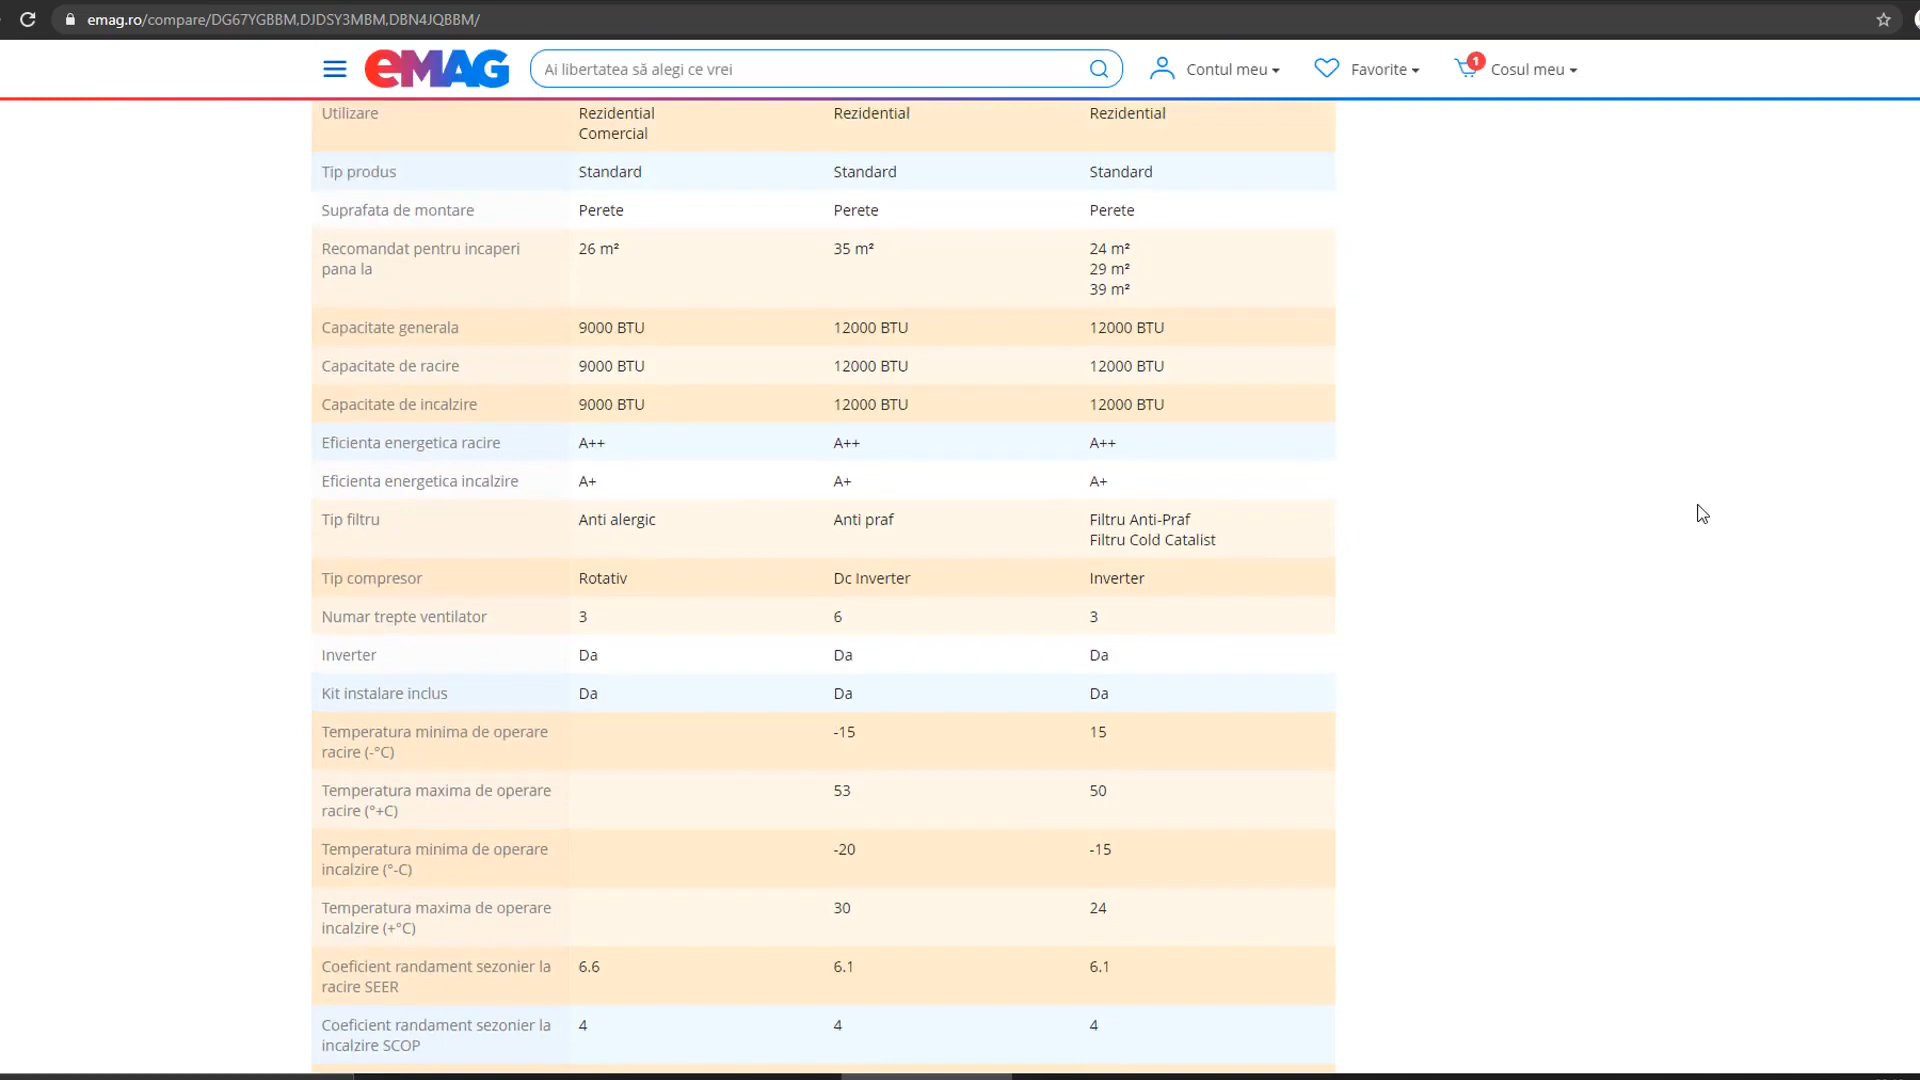 emag.ro/compare/DG67YGBBM,DJDSY3MBM,DBN4JQBBM/
eMAG
Ai libertatea să alegi ce vrei
Contul meu
Favorite
1
Cosul meu
Utilizare
Rezidential
Comercial
Rezidential
Rezidential
Tip produs
Standard
Standard
Standard
Suprafata de montare
Perete
Perete
Perete
Recomandat pentru incaperi
pana la
26 m²
35 m²
24 m²
29 m²
39 m²
Capacitate generala
9000 BTU
12000 BTU
12000 BTU
Capacitate de racire
9000 BTU
12000 BTU
12000 BTU
Capacitate de incalzire
9000 BTU
12000 BTU
12000 BTU
Eficienta energetica racire
A++
A++
A++
Eficienta energetica incalzire
A+
A+
A+
Tip filtru
Anti alergic
Anti praf
Filtru Anti-Praf
Filtru Cold Catalist
Tip compresor
Rotativ
Dc Inverter
Inverter
Numar trepte ventilator
3
6
3
Inverter
Da
Da
Da
Kit instalare inclus
Da
Da
Da
Temperatura minima de operare
racire (-°C)
-15
15
Temperatura maxima de operare
racire (°+C)
53
50
Temperatura minima de operare
incalzire (°-C)
-20
-15
Temperatura maxima de operare
incalzire (+°C)
30
24
Coeficient randament sezonier la
racire SEER
6.6
6.1
6.1
Coeficient randament sezonier la
incalzire SCOP
4
4
4